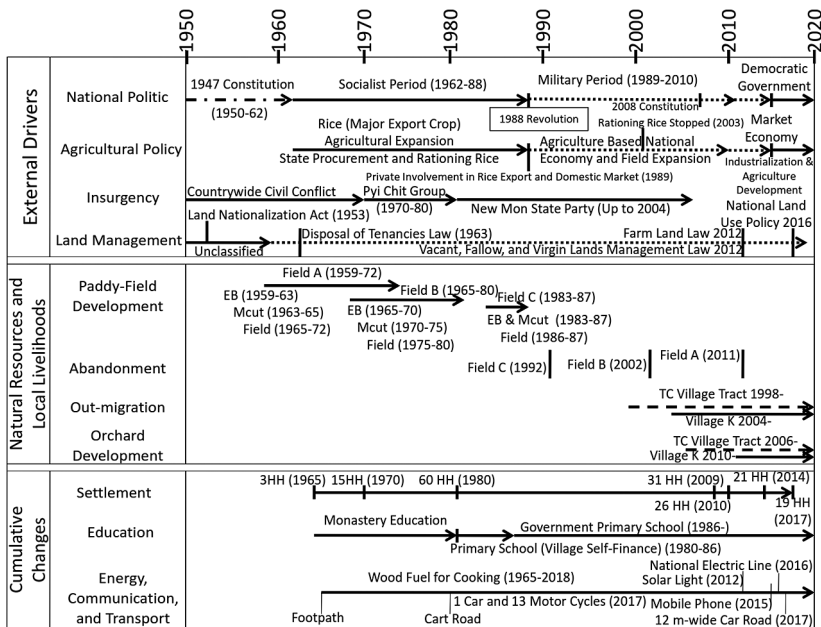 1950 1960 1970 1980 1990 2000 2010 2020
External Drivers
National Politic
1947 Constitution
(1950-62)
Socialist Period (1962-88)
1988 Revolution
Military Period (1989-2010)
2008 Constitution
Democratic
Government
Agricultural Policy
Rice (Major Export Crop)
Agricultural Expansion
State Procurement and Rationing Rice
Rationing Rice Stopped (2003)
Agriculture Based National
Economy and Field Expansion
Private Involvement in Rice Export and Domestic Market (1989)
Market
Economy
Industrialization &
Agriculture
Development
Insurgency
Countrywide Civil Conflict
Pyi Chit Group
(1970-80)
New Mon State Party (Up to 2004)
National Land
Use Policy 2016
Land Management
Land Nationalization Act (1953)
Unclassified
Disposal of Tenancies Law (1963)
Farm Land Law 2012
Vacant, Fallow, and Virgin Lands Management Law 2012
Natural Resources and
Local Livelihoods
Paddy-Field
Development
Field A (1959-72)
EB (1959-63)
Mcut (1963-65)
Field (1965-72)
Field B (1965-80)
EB (1965-70)
Mcut (1970-75)
Field (1975-80)
Field C (1983-87)
EB & Mcut (1983-87)
Field (1986-87)
Abandonment
Field C (1992)
Field B (2002)
Field A (2011)
Out-migration
TC Village Tract 1998-
Village K 2004-
Orchard
Development
TC Village Tract 2006-
Village K 2010-
Cumulative
Changes
Settlement
3HH (1965)
15HH (1970)
60 HH (1980)
31 HH (2009)
26 HH (2010)
21 HH (2014)
19 HH
(2017)
Education
Monastery Education
Primary School (Village Self-Finance) (1980-86)
Government Primary School (1986-)
Energy,
Communication,
and Transport
Wood Fuel for Cooking (1965-2018)
National Electric Line (2016)
Solar Light (2012)
Footpath
Cart Road
1 Car and 13 Motor Cycles (2017)
Mobile Phone (2015)
12 m-wide Car Road (2017)